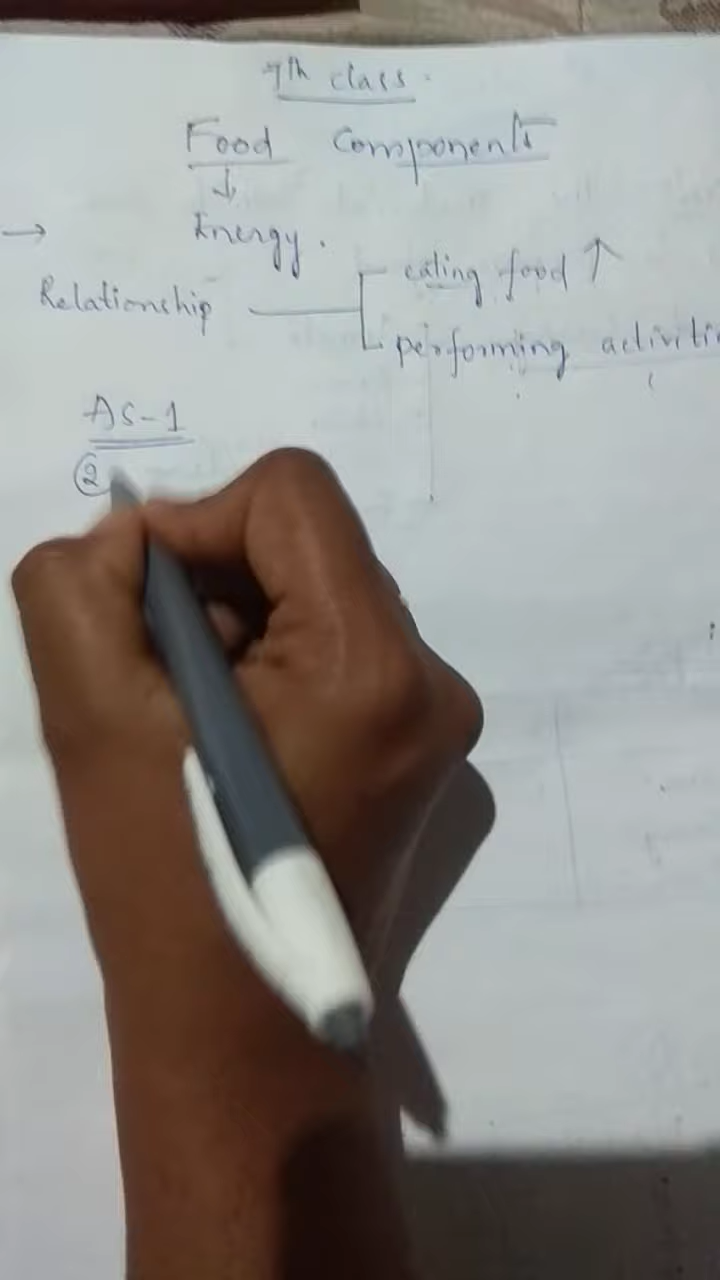 7th class.
Food Components
↓
→ Energy.
Relationship eating food ↑
performing activiti
AS-1
②